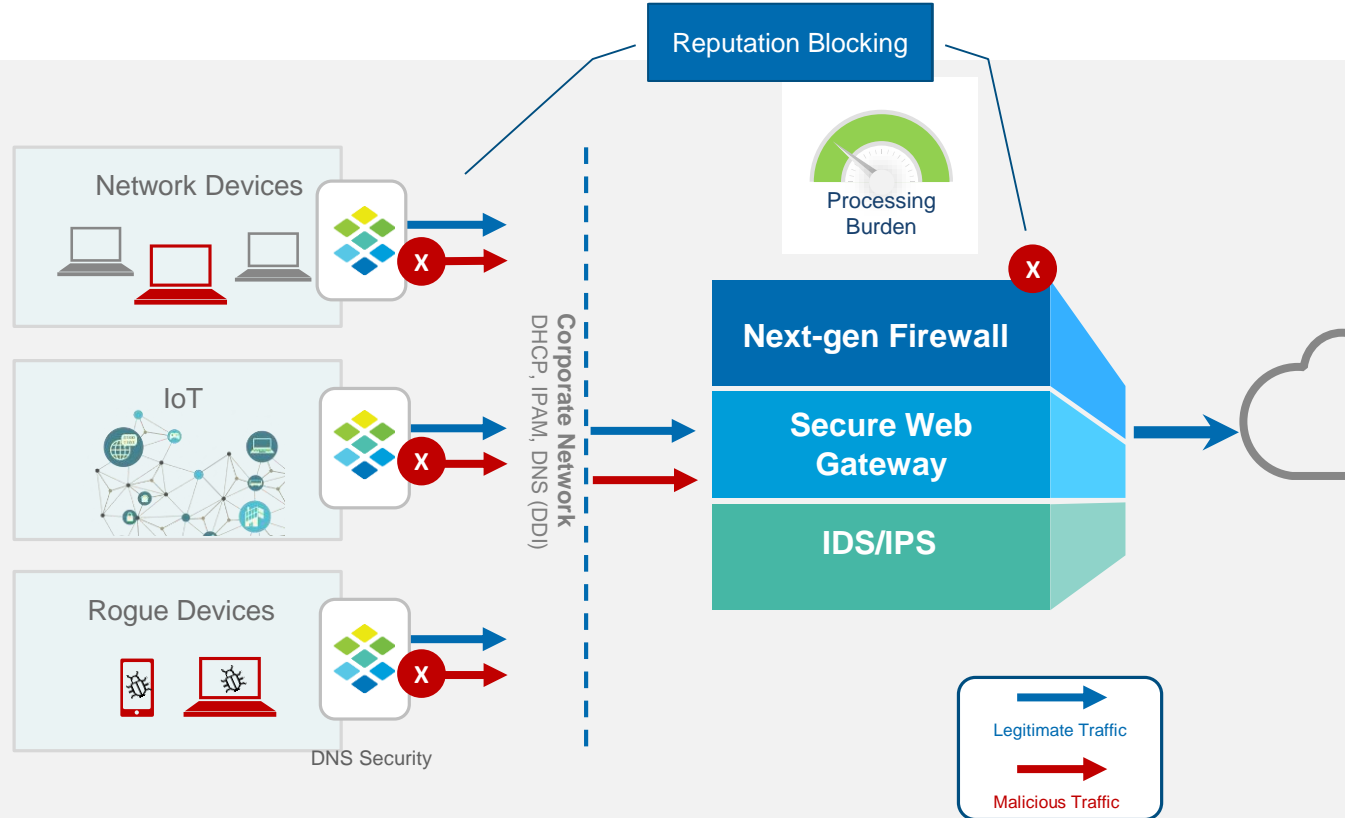 Reputation Blocking
Processing
Burden
Network Devices
X
X
Next-gen Firewall
Corporate Network
DHCP, IPAM, DNS (DDI)
IoT
X
Secure Web
Gateway
IDS/IPS
Rogue Devices
X
DNS Security
Legitimate Traffic
Malicious Traffic